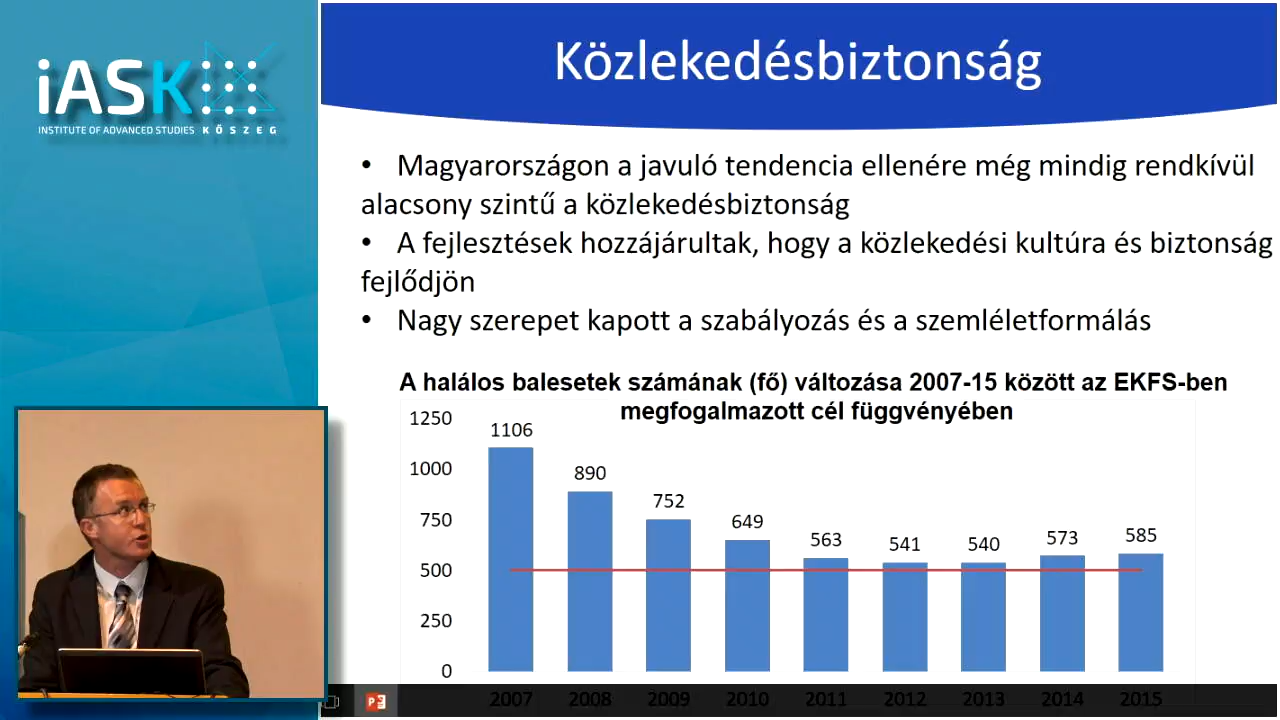 iASK
INSTITUTE OF ADVANCED STUDIES KŐSZEG
Közlekedésbiztonság
• Magyarországon a javuló tendencia ellenére még mindig rendkívül
alacsony szintű a közlekedésbiztonság
• A fejlesztések hozzájárultak, hogy a közlekedési kultúra és biztonság
fejlődjön
• Nagy szerepet kapott a szabályozás és a szemléletformálás
A halálos balesetek számának (fő) változása 2007-15 között az EKFS-ben
megfogalmazott cél függvényében
1250
1000
750
500
250
0
1106 890 752 649 563 541 540 573 585
2007 2008 2009 2010 2011 2012 2013 2014 2015